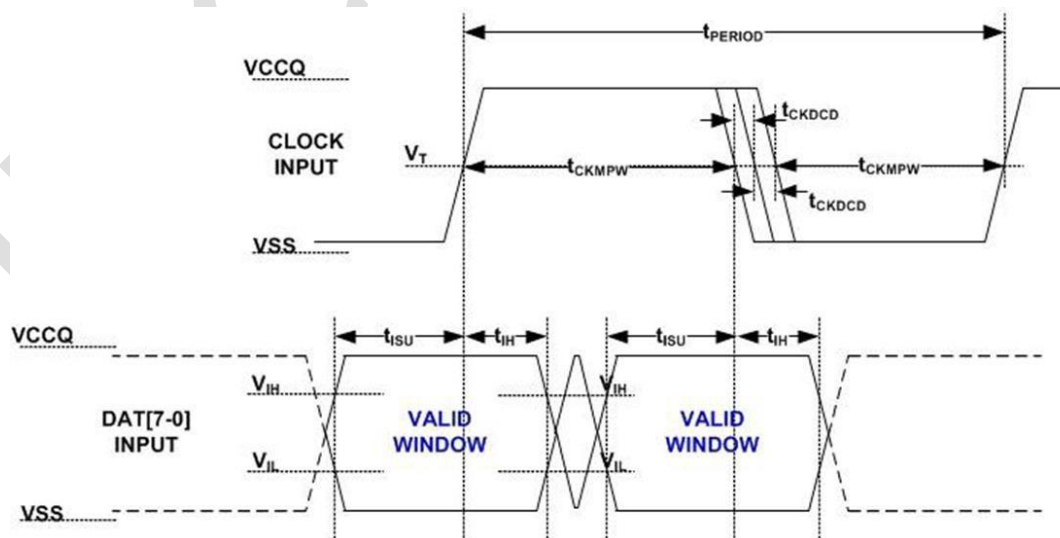 tPERIOD
VCCQ
tCKDCD
CLOCK
INPUT
VT
tCKMPW
tCKMPW
tCKDCD
VSS
VCCQ
tISU
tIH
tISU
tIH
VIH
VIH
DAT[7-0]
INPUT
VALID
WINDOW
VALID
WINDOW
VIL
VIL
VSS